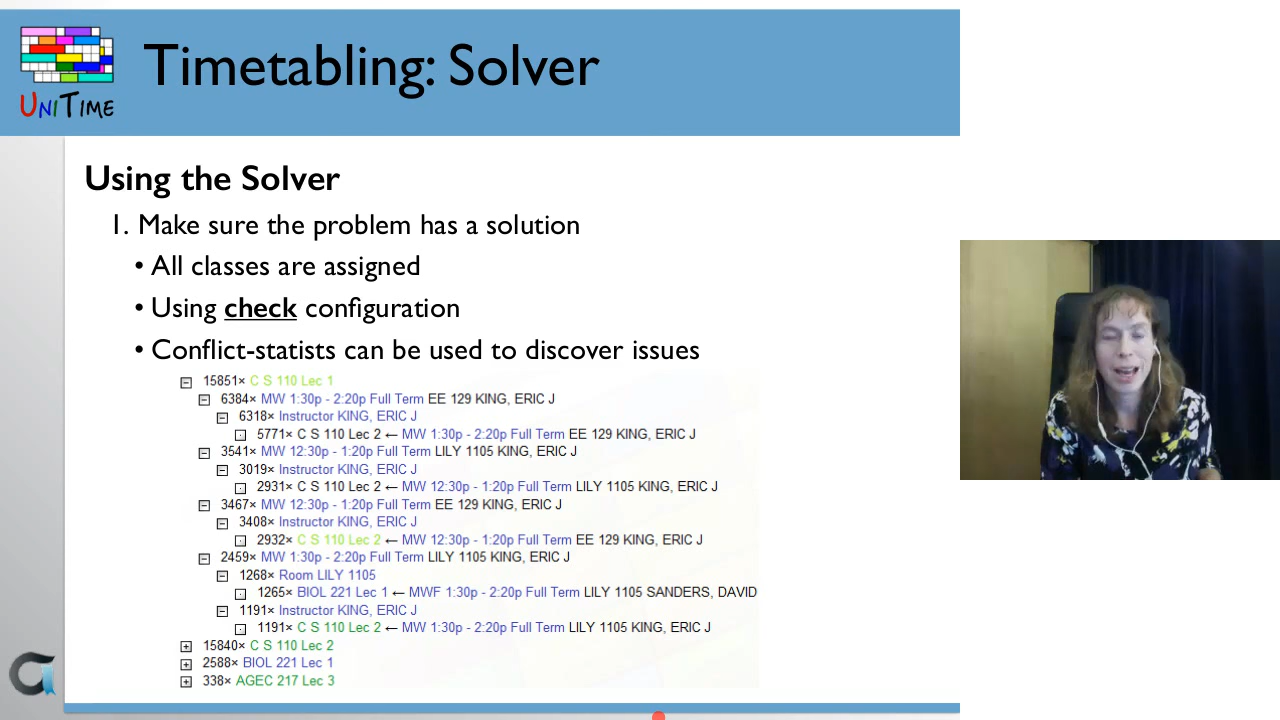 Timetabling: Solver
UNITIME
Using the Solver
1. Make sure the problem has a solution
• All classes are assigned
• Using check configuration
• Conflict-statists can be used to discover issues
15851× C S 110 Lec 1
6384× MW 1:30p - 2:20p Full Term EE 129 KING, ERIC J
6318× Instructor KING, ERIC J
5771× C S 110 Lec 2 ← MW 1:30p - 2:20p Full Term EE 129 KING, ERIC J
3541× MW 12:30p - 1:20p Full Term LILY 1105 KING, ERIC J
3019× Instructor KING, ERIC J
2931× C S 110 Lec 2 ← MW 12:30p - 1:20p Full Term LILY 1105 KING, ERIC J
3467× MW 12:30p - 1:20p Full Term EE 129 KING, ERIC J
3408× Instructor KING, ERIC J
2932× C S 110 Lec 2 ← MW 12:30p - 1:20p Full Term EE 129 KING, ERIC J
2459× MW 1:30p - 2:20p Full Term LILY 1105 KING, ERIC J
1268× Room LILY 1105
1265× BIOL 221 Lec 1 ← MWF 1:30p - 2:20p Full Term LILY 1105 SANDERS, DAVID
1191× Instructor KING, ERIC J
1191× C S 110 Lec 2 ← MW 1:30p - 2:20p Full Term LILY 1105 KING, ERIC J
15840× C S 110 Lec 2
2588× BIOL 221 Lec 1
338× AGEC 217 Lec 3